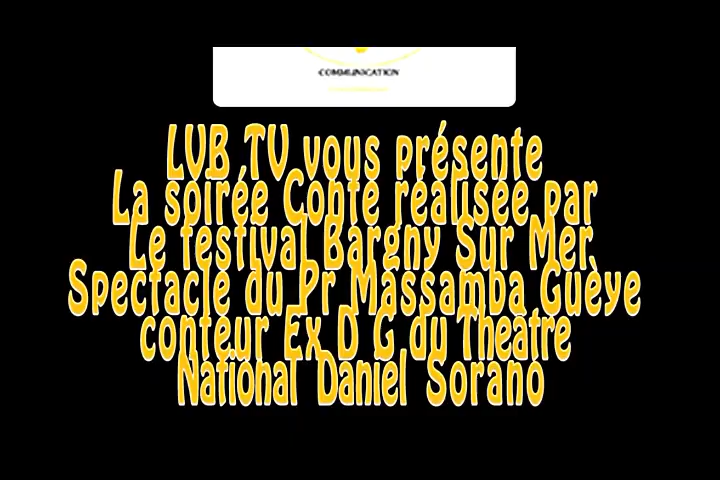 COMMUNICATION
LVB TV vous présente
La soirée Conte réalisée par
Le festival Bargny Sur Mer.
Spectacle du Pr Massamba Guèye
conteur Ex D G du Theatre
National Daniel Sorano